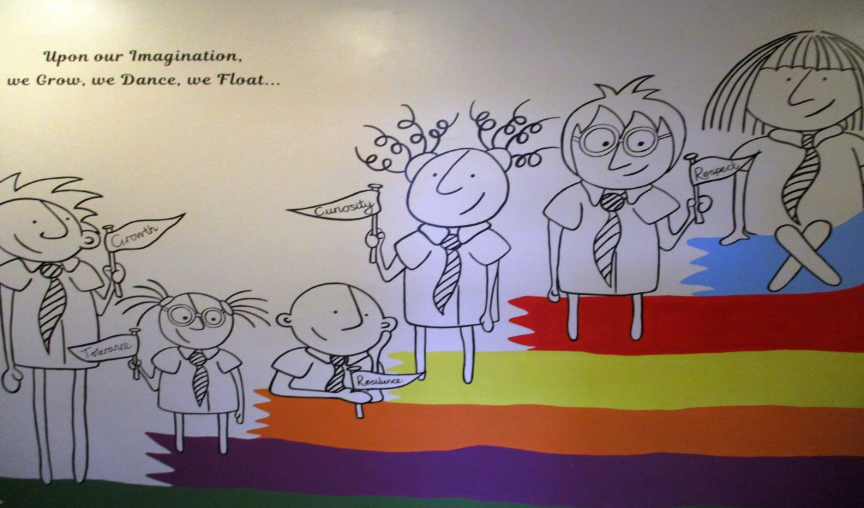 Upon our Imagination,
we Grow, we Dance, we Float...
Growth
Tolerance
Resilience
Curiosity
Respect